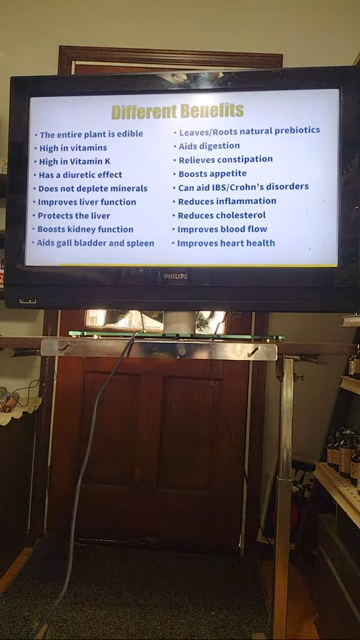 Different Benefits
• The entire plant is edible
• High in vitamins
• High in Vitamin K
• Has a diuretic effect
• Does not deplete minerals
• Improves liver function
• Protects the liver
• Boosts kidney function
• Aids gall bladder and spleen
• Leaves/Roots natural prebiotics
• Aids digestion
• Relieves constipation
• Boosts appetite
• Can aid IBS/Crohn's disorders
• Reduces inflammation
• Reduces cholesterol
• Improves blood flow
• Improves heart health
PHILIPS